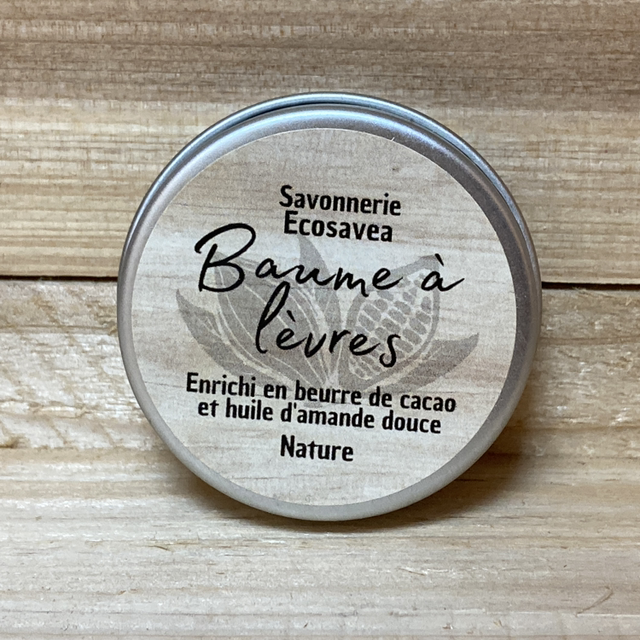 Savonnerie
Ecosavea
Baume à
lèvres
Enrichi en beurre de cacao
et huile d'amande douce
Nature